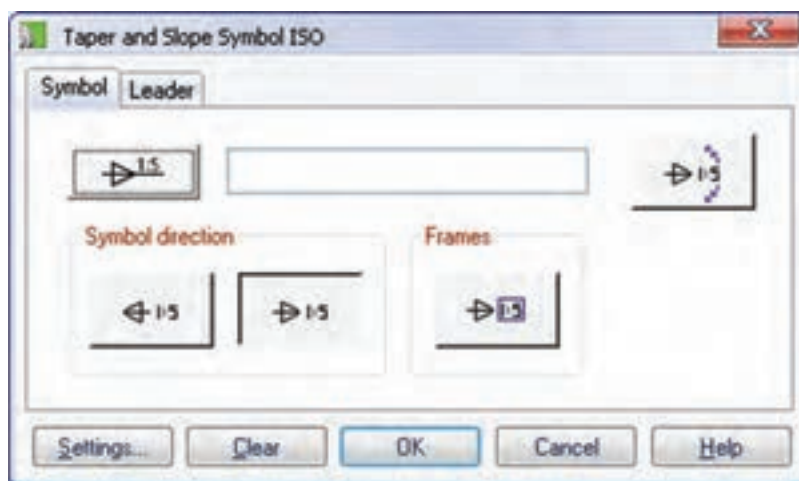 Taper and Slope Symbol ISO
Symbol Leader
1:5
1:5
Symbol direction Frames
1:5 1:5 1:5
Settings... Clear OK Cancel Help